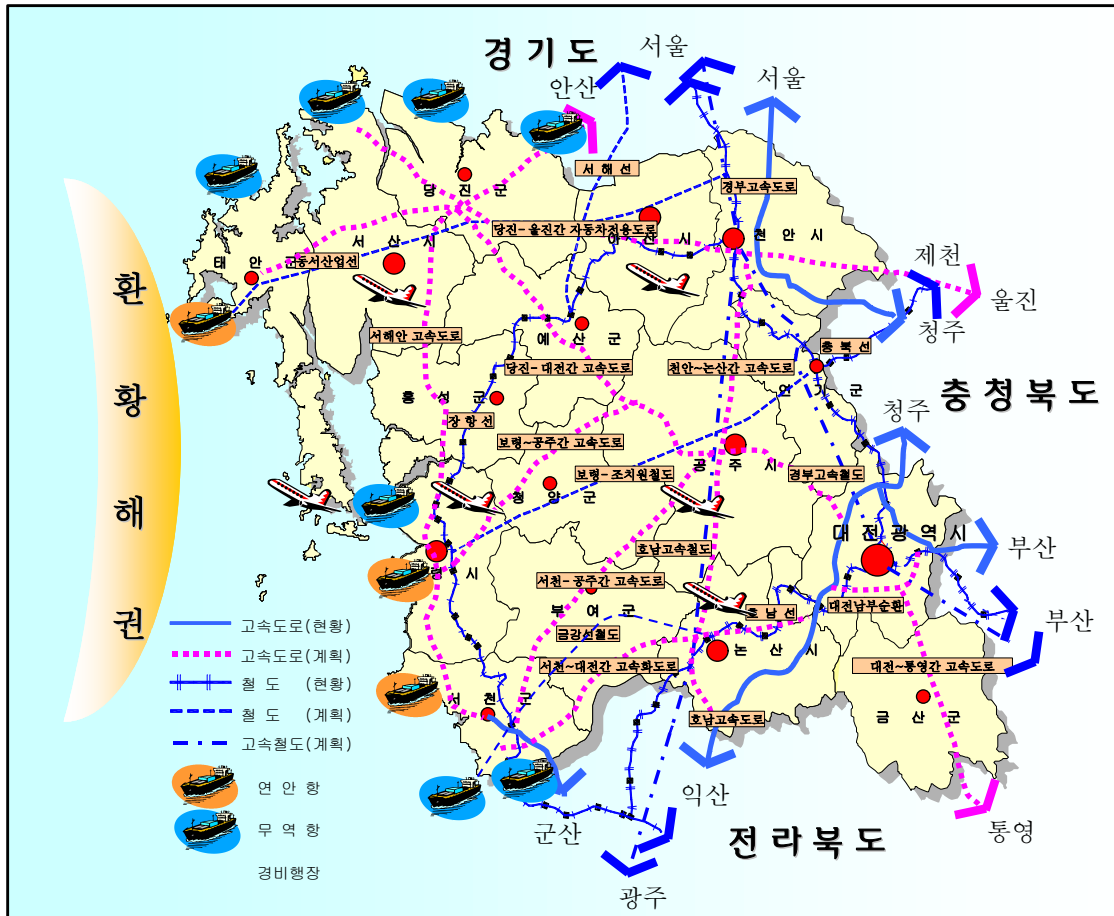 경 기 도
서울
서울
안산
서 해 선
경부고속도로
당 진 군
당진-울진간 자동차전용도로
서 산 시
천 안 시
태 안 군
동서산업선
제천
울진
청주
환 황 해 권
서해안 고속도로
예 산 군
충 북 선
당진-대전간 고속도로
천안~논산간 고속도로
연 기 군
충 청 북 도
홍 성 군
장 항 선
청주
보령~공주간 고속도로
공 주 시
보령-조치원철도
경부고속철도
청 양 군
대 전 광 역 시
부산
호남고속철도
령 시
서천-공주간 고속도로
부 여 군
호 남 선
대전남부순환
부산
고속도로(현황)
고속도로(계획)
철 도 (현황)
철 도 (계획)
고속철도(계획)
연 안 항
무 역 항
경비행장
금강선철도
논 산 시
서천~대전간 고속화도로
대전~통영간 고속도로
서 천 군
금 산 군
호남고속도로
익산
군산
전 라 북 도
통영
광주